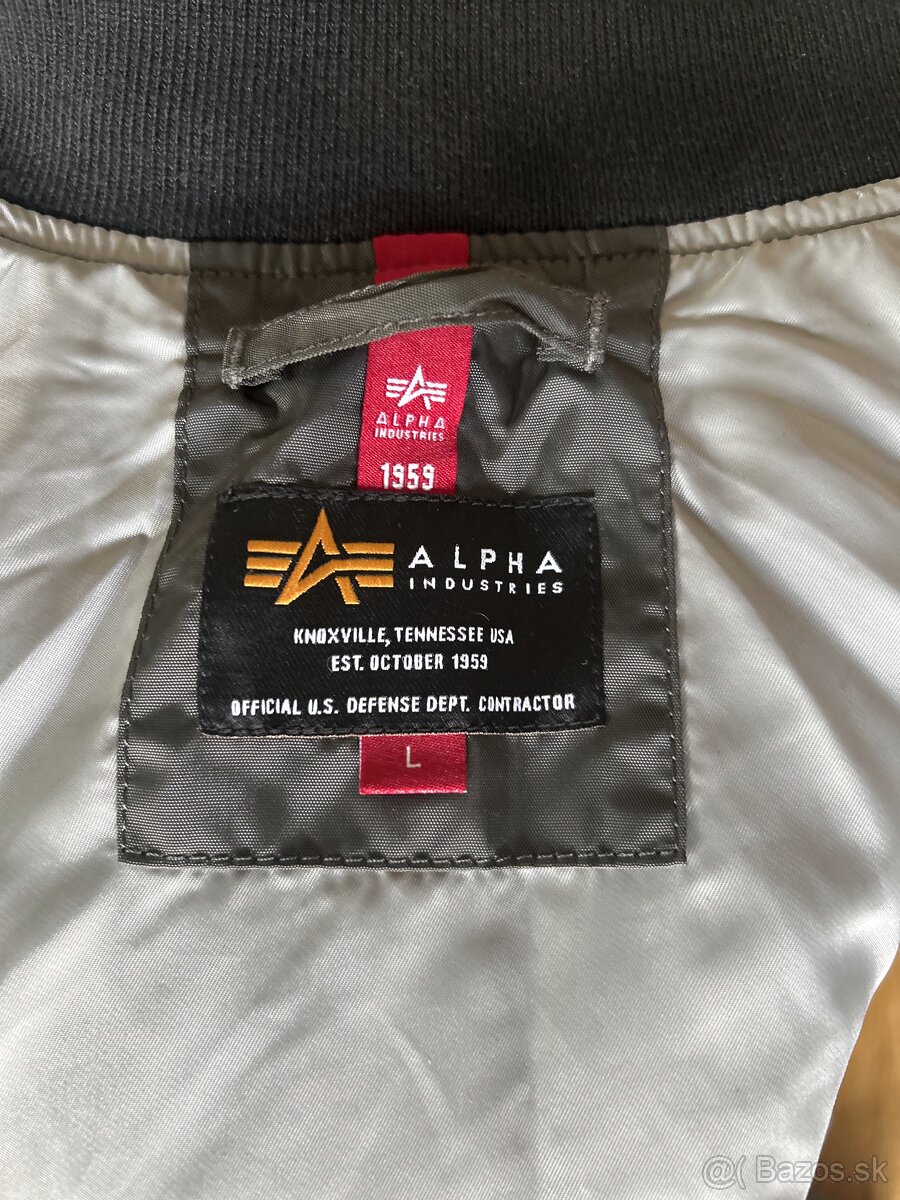 ALPHA
INDUSTRIES
1959
ALPHA
INDUSTRIES
KNOXVILLE, TENNESSEE USA
EST. OCTOBER 1959
OFFICIAL U.S. DEFENSE DEPT. CONTRACTOR
L
@( Bazos.sk